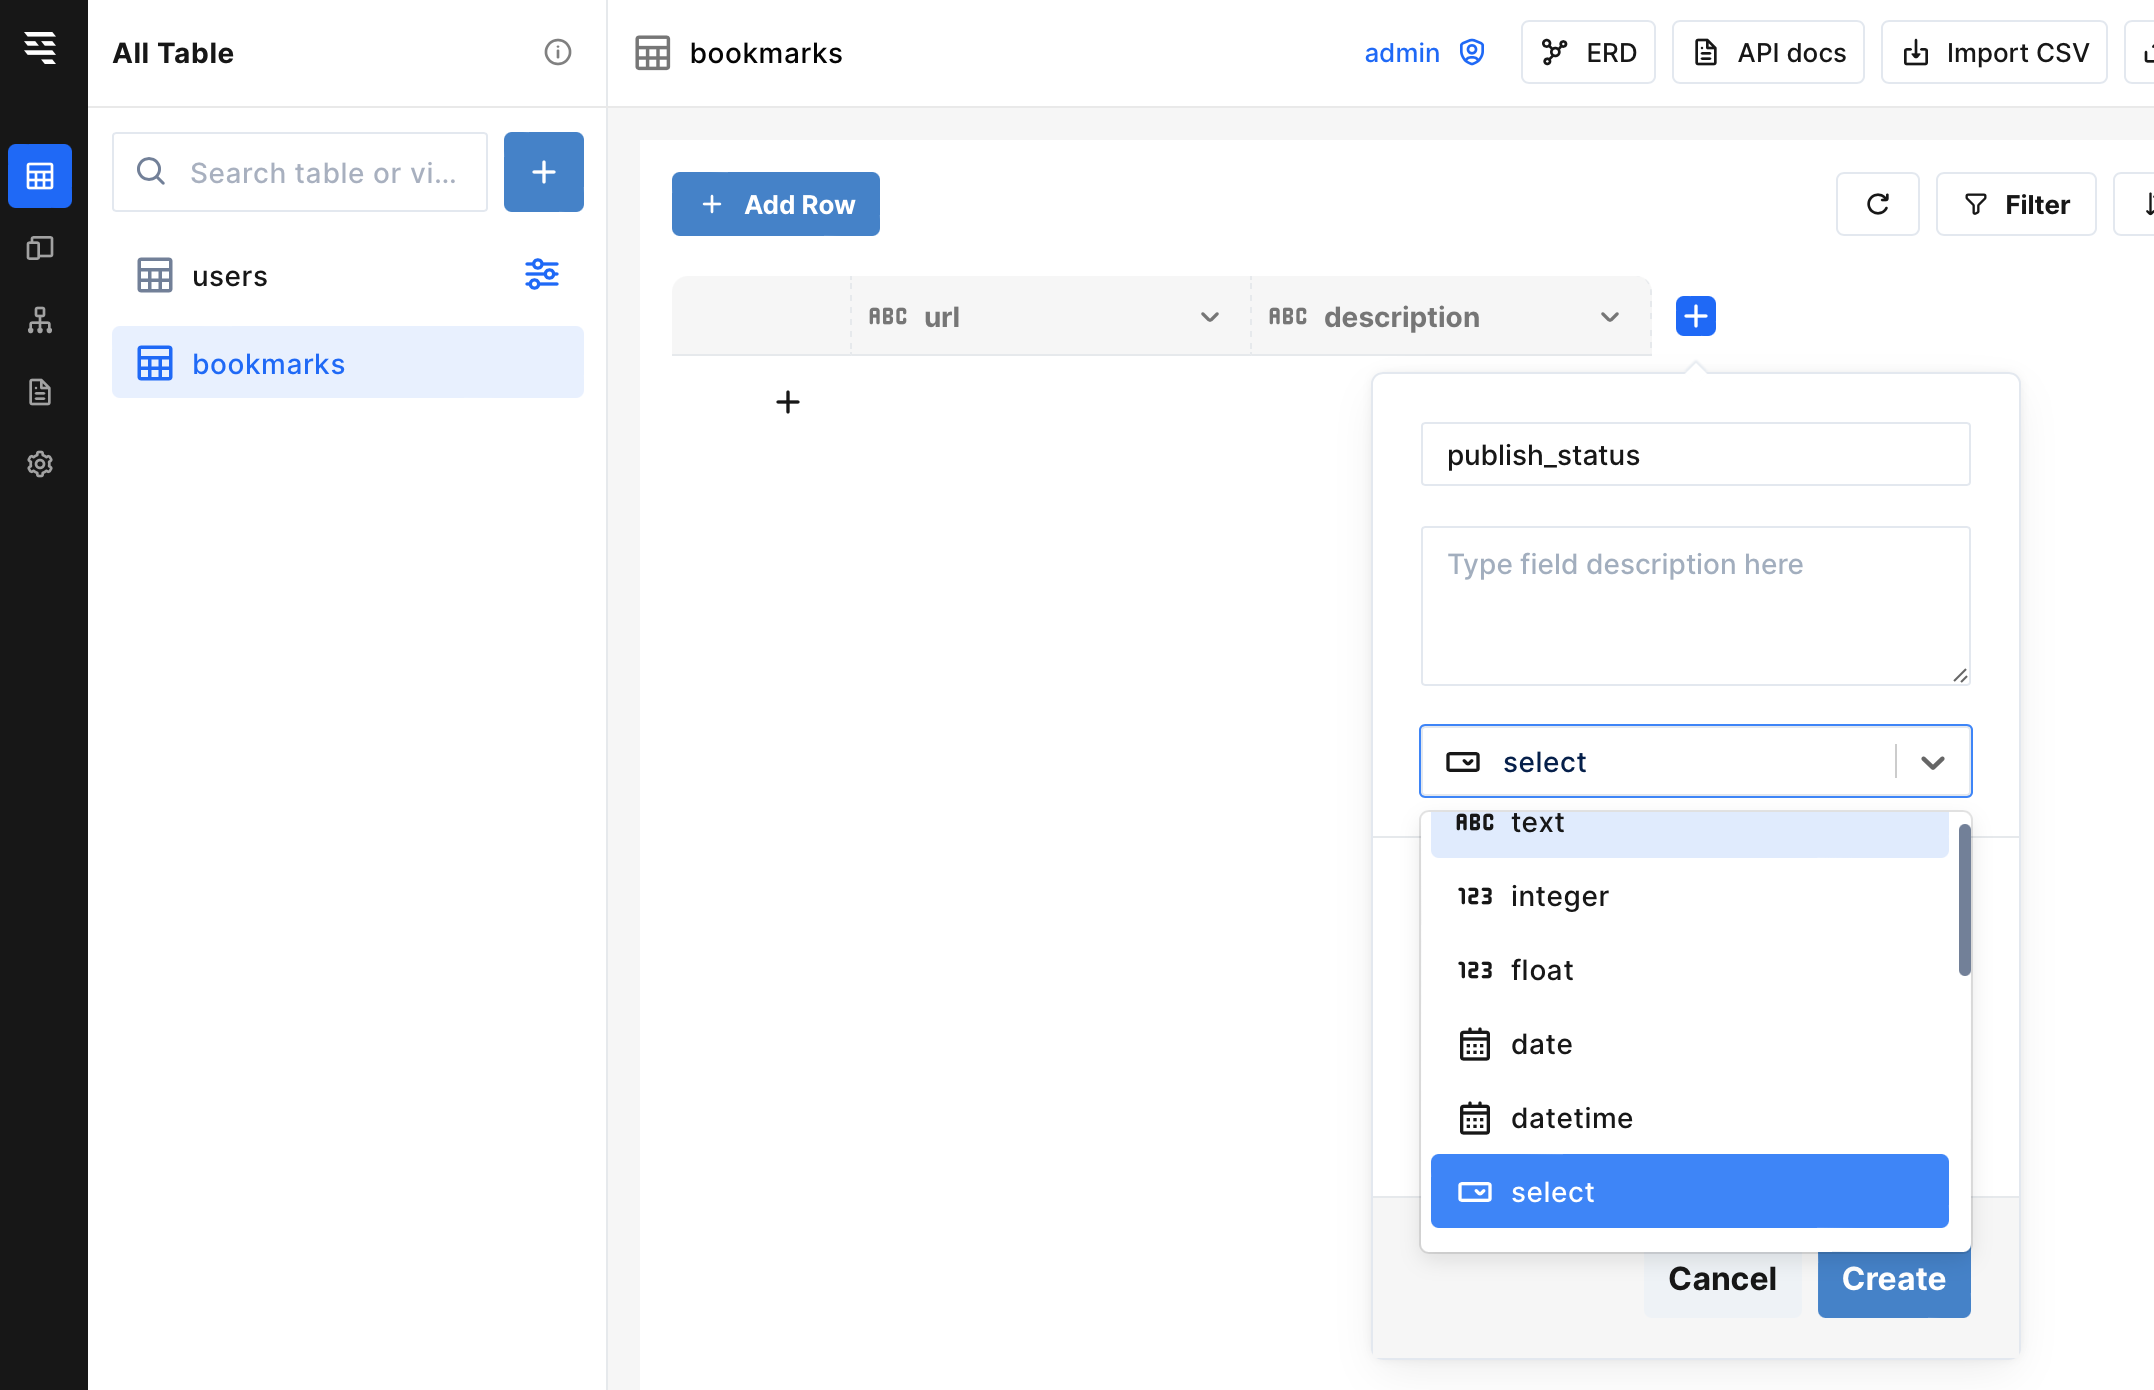 All Table
bookmarks
admin
ERD
API docs
Import CSV
Search table or vi...
Add Row
Filter
users
bookmarks
ABC url
ABC description
publish_status
Type field description here
select
ABC text
123 integer
123 float
date
datetime
select
Cancel
Create